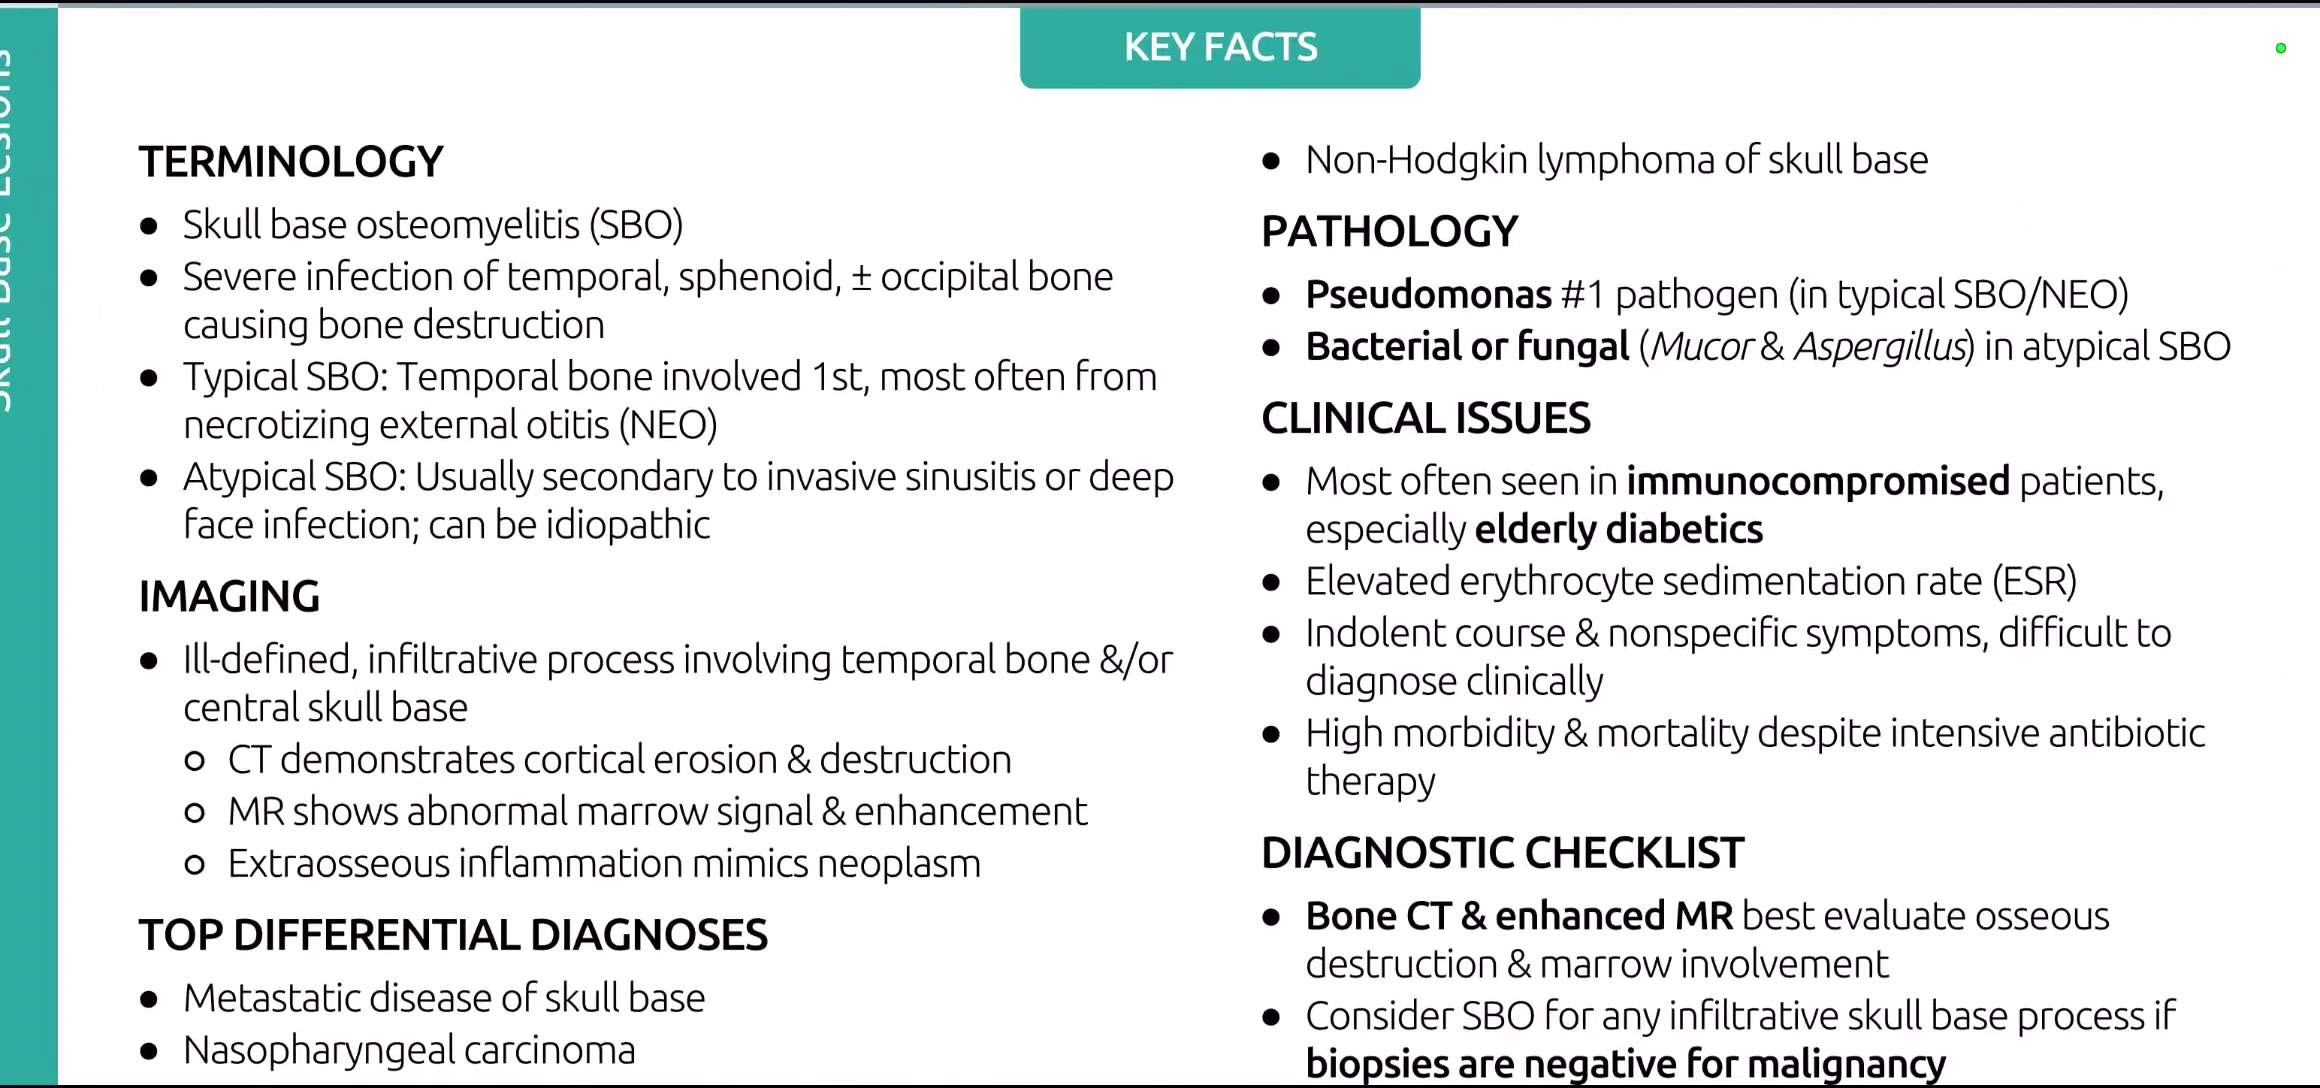 Skull Base Lesions
KEY FACTS
TERMINOLOGY
● Skull base osteomyelitis (SBO)
● Severe infection of temporal, sphenoid, ± occipital bone
causing bone destruction
● Typical SBO: Temporal bone involved 1st, most often from
necrotizing external otitis (NEO)
● Atypical SBO: Usually secondary to invasive sinusitis or deep
face infection; can be idiopathic
IMAGING
● Ill-defined, infiltrative process involving temporal bone &/or
central skull base
○ CT demonstrates cortical erosion & destruction
○ MR shows abnormal marrow signal & enhancement
○ Extraosseous inflammation mimics neoplasm
TOP DIFFERENTIAL DIAGNOSES
● Metastatic disease of skull base
● Nasopharyngeal carcinoma
● Non-Hodgkin lymphoma of skull base
PATHOLOGY
● Pseudomonas #1 pathogen (in typical SBO/NEO)
● Bacterial or fungal (Mucor & Aspergillus) in atypical SBO
CLINICAL ISSUES
● Most often seen in immunocompromised patients,
especially elderly diabetics
● Elevated erythrocyte sedimentation rate (ESR)
● Indolent course & nonspecific symptoms, difficult to
diagnose clinically
● High morbidity & mortality despite intensive antibiotic
therapy
DIAGNOSTIC CHECKLIST
● Bone CT & enhanced MR best evaluate osseous
destruction & marrow involvement
● Consider SBO for any infiltrative skull base process if
biopsies are negative for malignancy